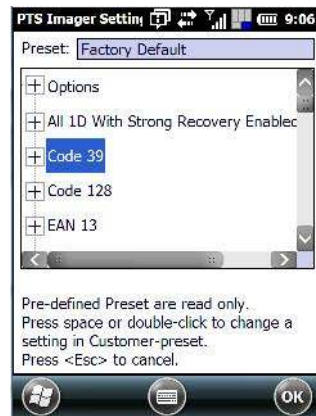 PTS Imager Settin 9:06
Preset: Factory Default
Options
All 1D With Strong Recovery Enabled
Code 39
Code 128
EAN 13
Pre-defined Preset are read only.
Press space or double-click to change a
setting in Customer-preset.
Press <Esc> to cancel.
OK